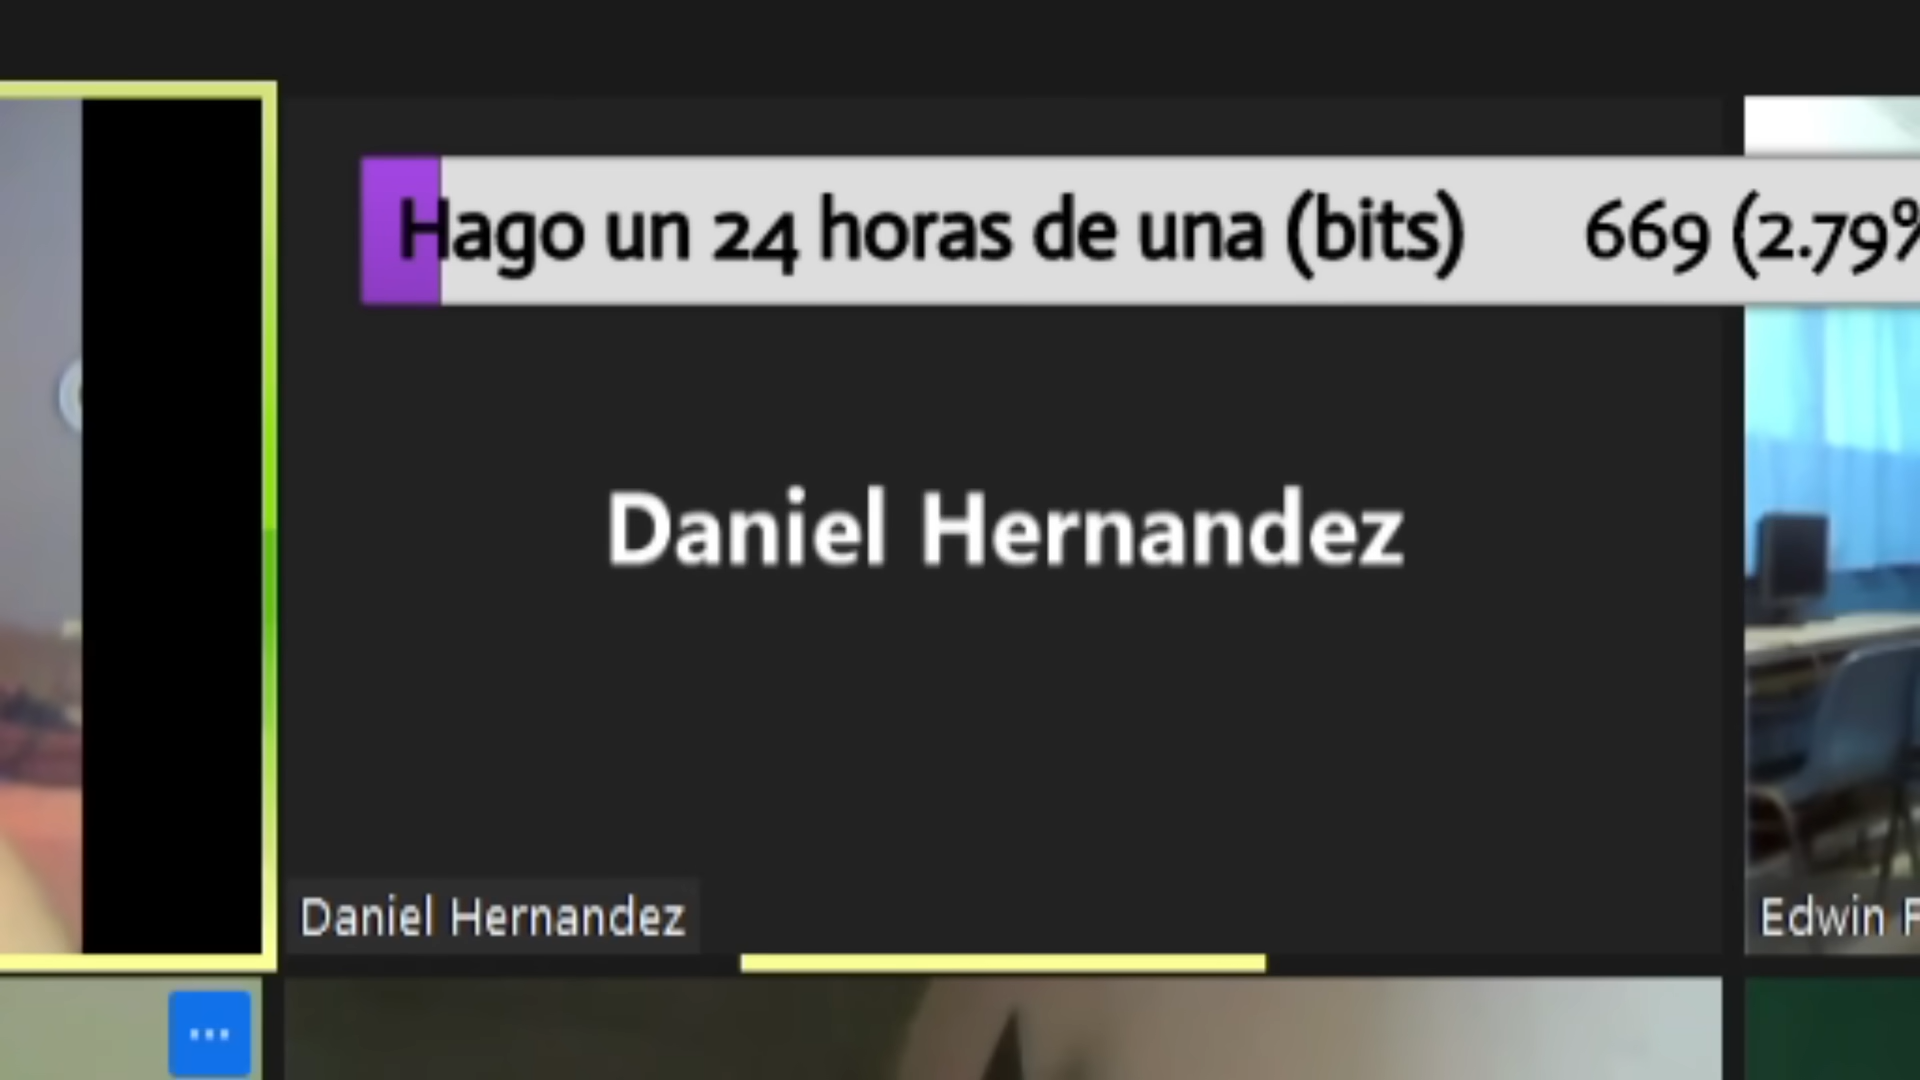 Hago un 24 horas de una (bits) 669 (2.79%
Daniel Hernandez
Daniel Hernandez
Edwin F
...